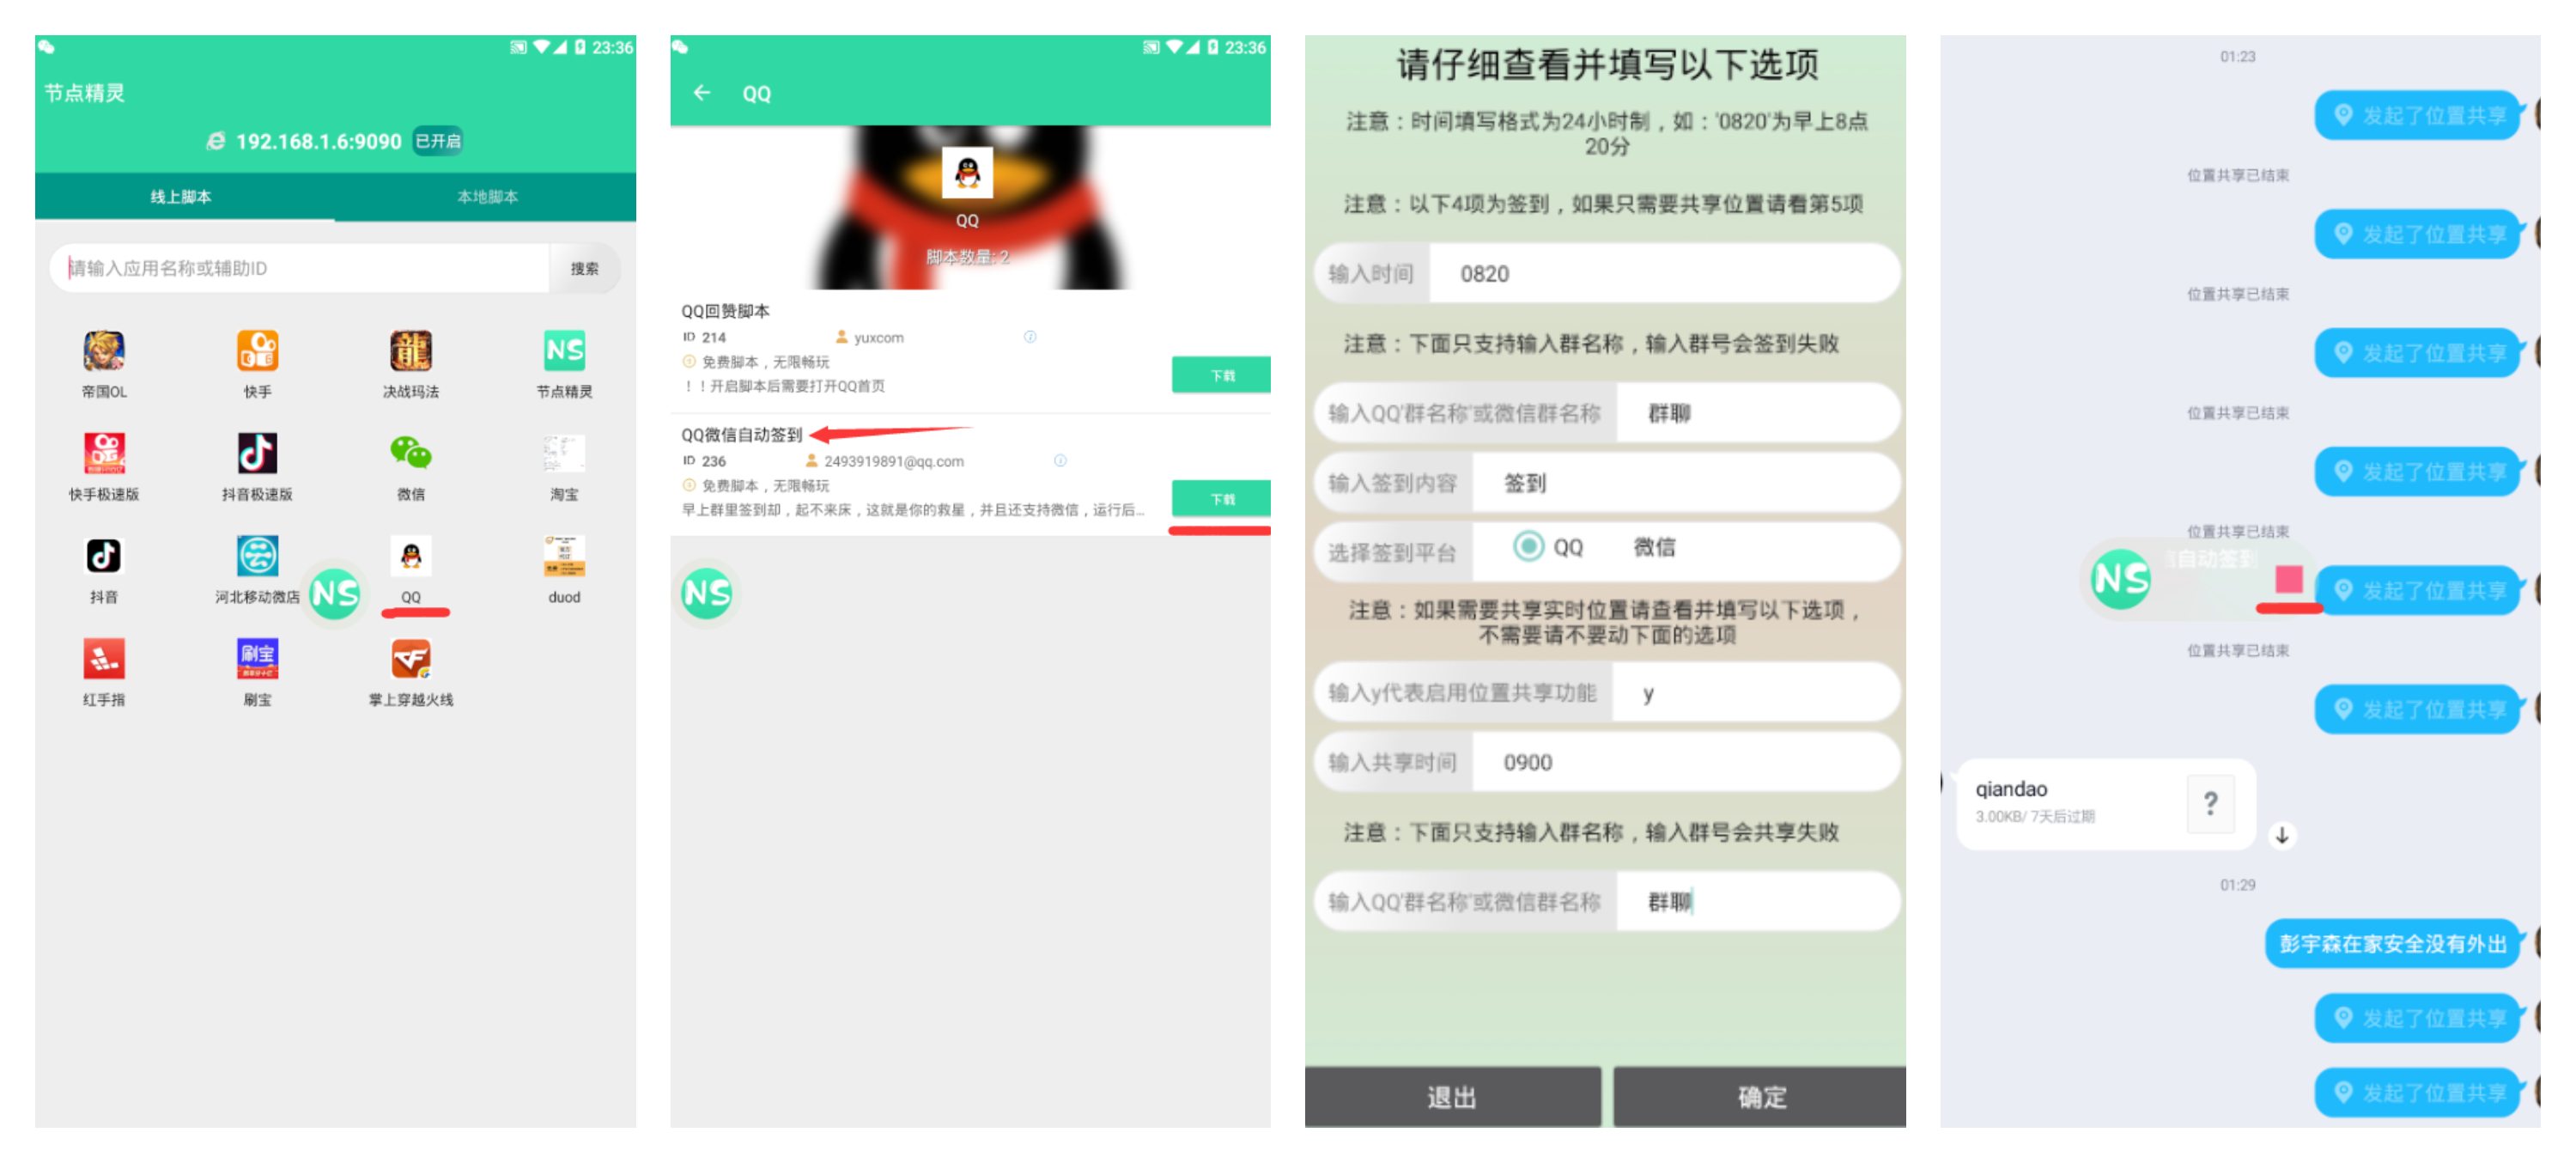 23:36
节点精灵
192.168.1.6:9090 已开启
线上脚本 本地脚本
请输入应用名称或辅助ID 搜索
帝国OL 快手 决战玛法 节点精灵
快手极速版 抖音极速版 微信 淘宝
抖音 河北移动微店 QQ duod
红手指 刷宝 掌上穿越火线
NS
NS
龍
刷宝
23:36
QQ
QQ
脚本数量: 2
QQ回赞脚本
ID 214 yuxcom
免费脚本，无限畅玩
！！开启脚本后需要打开QQ首页
下载
QQ微信自动签到
ID 236 2493919891@qq.com
免费脚本，无限畅玩
早上群里签到却，起不来床，这就是你的救星，并且还支持微信，运行后...
下载
NS
请仔细查看并填写以下选项
注意：时间填写格式为24小时制，如：'0820'为早上8点
20分
注意：以下4项为签到，如果只需要共享位置请看第5项
输入时间 0820
注意：下面只支持输入群名称，输入群号会签到失败
输入QQ'群名称'或微信群名称 群聊
输入签到内容 签到
选择签到平台 QQ 微信
注意：如果需要共享实时位置请查看并填写以下选项，
不需要请不要动下面的选项
输入y代表启用位置共享功能 y
输入共享时间 0900
注意：下面只支持输入群名称，输入群号会共享失败
输入QQ'群名称'或微信群名称 群聊
退出 确定
01:23
发起了位置共享
位置共享已结束
发起了位置共享
位置共享已结束
发起了位置共享
位置共享已结束
发起了位置共享
位置共享已结束
NS 自动签到
发起了位置共享
位置共享已结束
发起了位置共享
qiandao
3.00KB/ 7天后过期
?
01:29
彭宇森在家安全没有外出
发起了位置共享
发起了位置共享